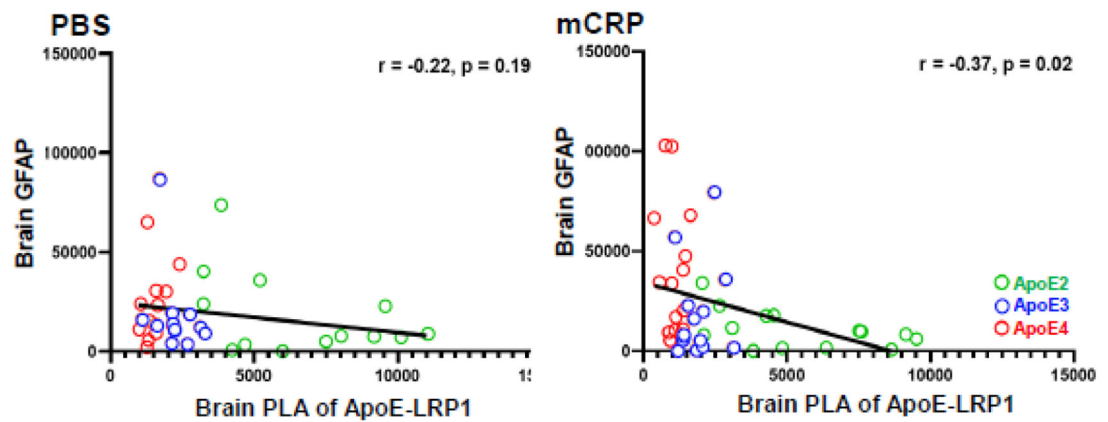 PBS
r = -0.22, p = 0.19
150000
100000
50000
0
Brain GFAP
0
5000
10000
15
Brain PLA of ApoE-LRP1
mCRP
r = -0.37, p = 0.02
150000
00000
50000
0
Brain GFAP
ApoE2
ApoE3
ApoE4
0
5000
10000
15000
Brain PLA of ApoE-LRP1